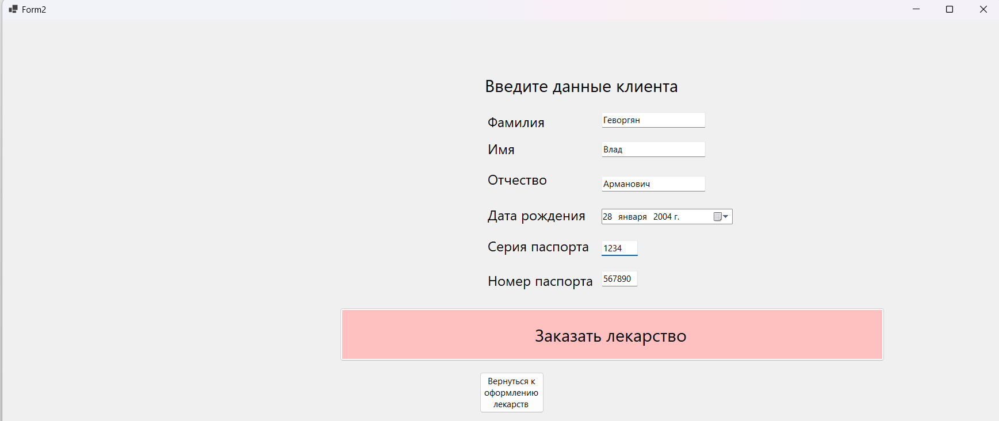 Form2
Введите данные клиента
Фамилия
Геворгян
Имя
Влад
Отчество
Арманович
Дата рождения
28 января 2004 г.
Серия паспорта
1234
Номер паспорта
567890
Заказать лекарство
Вернуться к
оформлению
лекарств